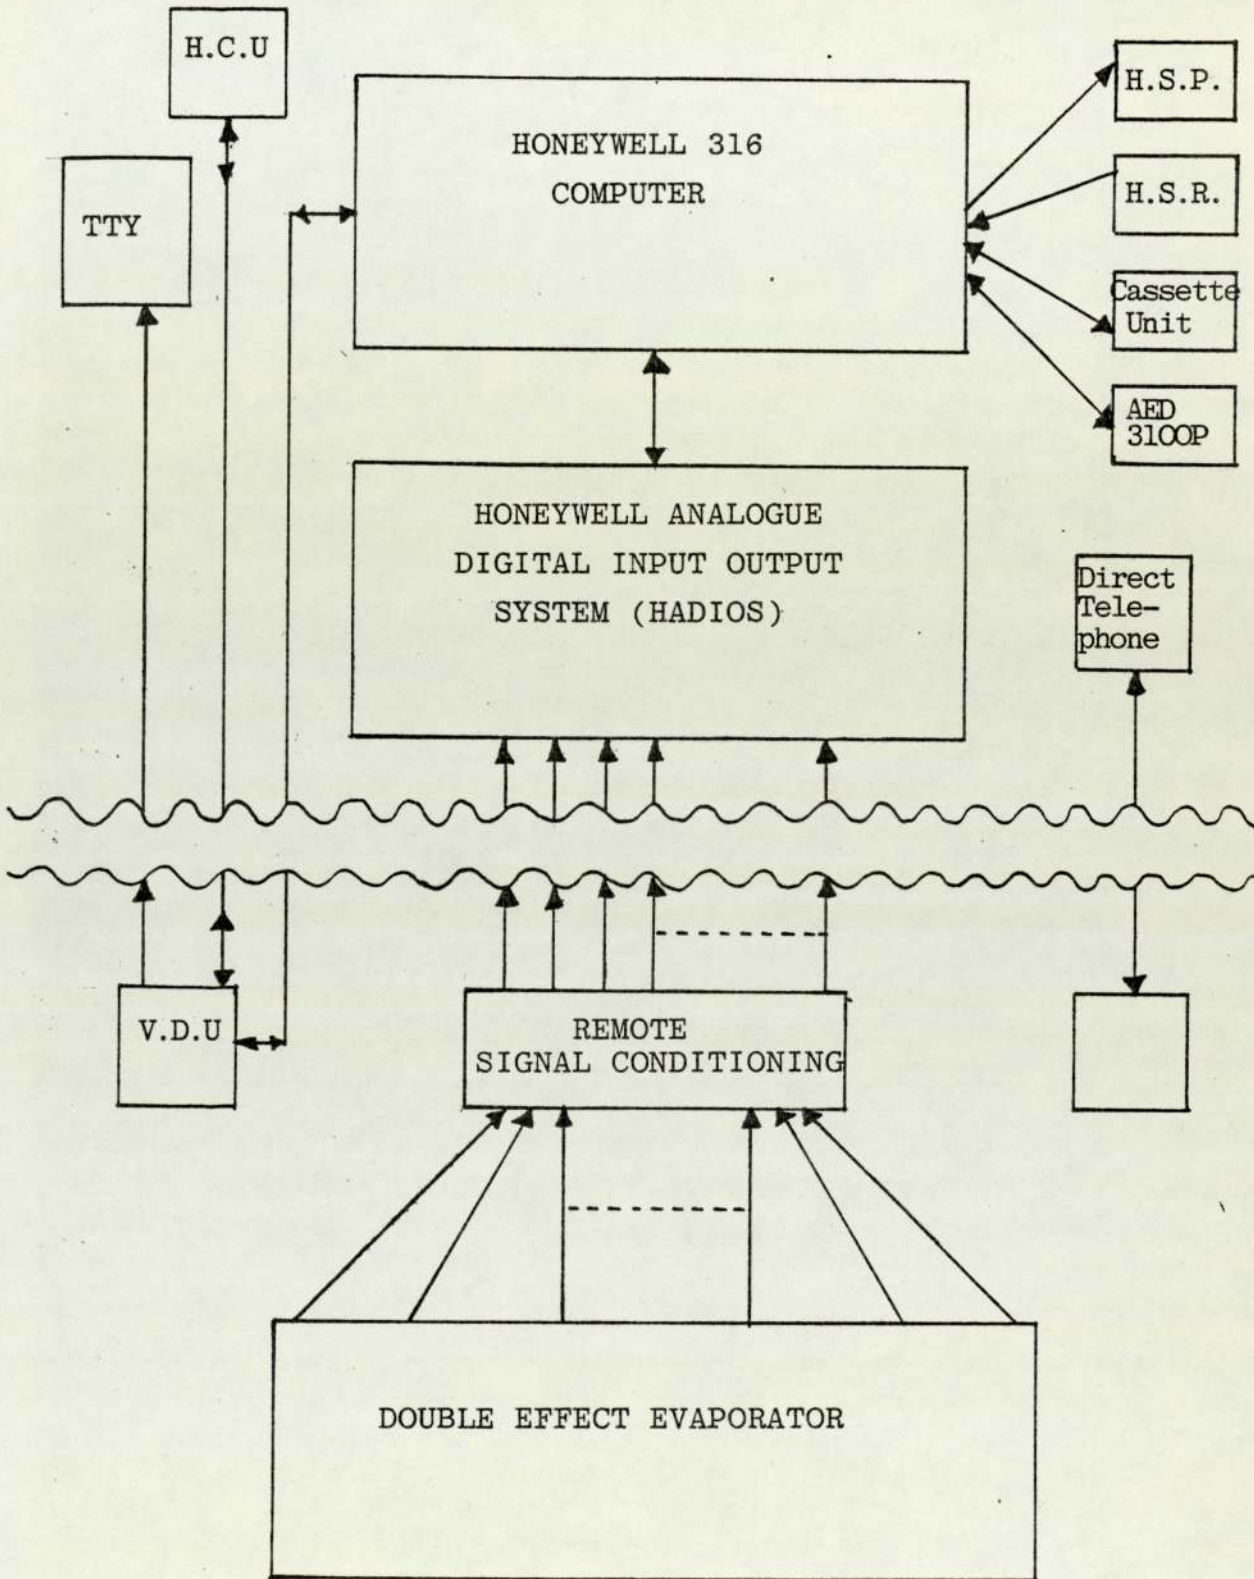 H.C.U
TTY
HONEYWELL 316
COMPUTER
H.S.P.
H.S.R.
Cassette
Unit
AED
3100P
HONEYWELL ANALOGUE
DIGITAL INPUT OUTPUT
SYSTEM (HADIOS)
Direct
Tele-
phone
V.D.U
REMOTE
SIGNAL CONDITIONING
DOUBLE EFFECT EVAPORATOR